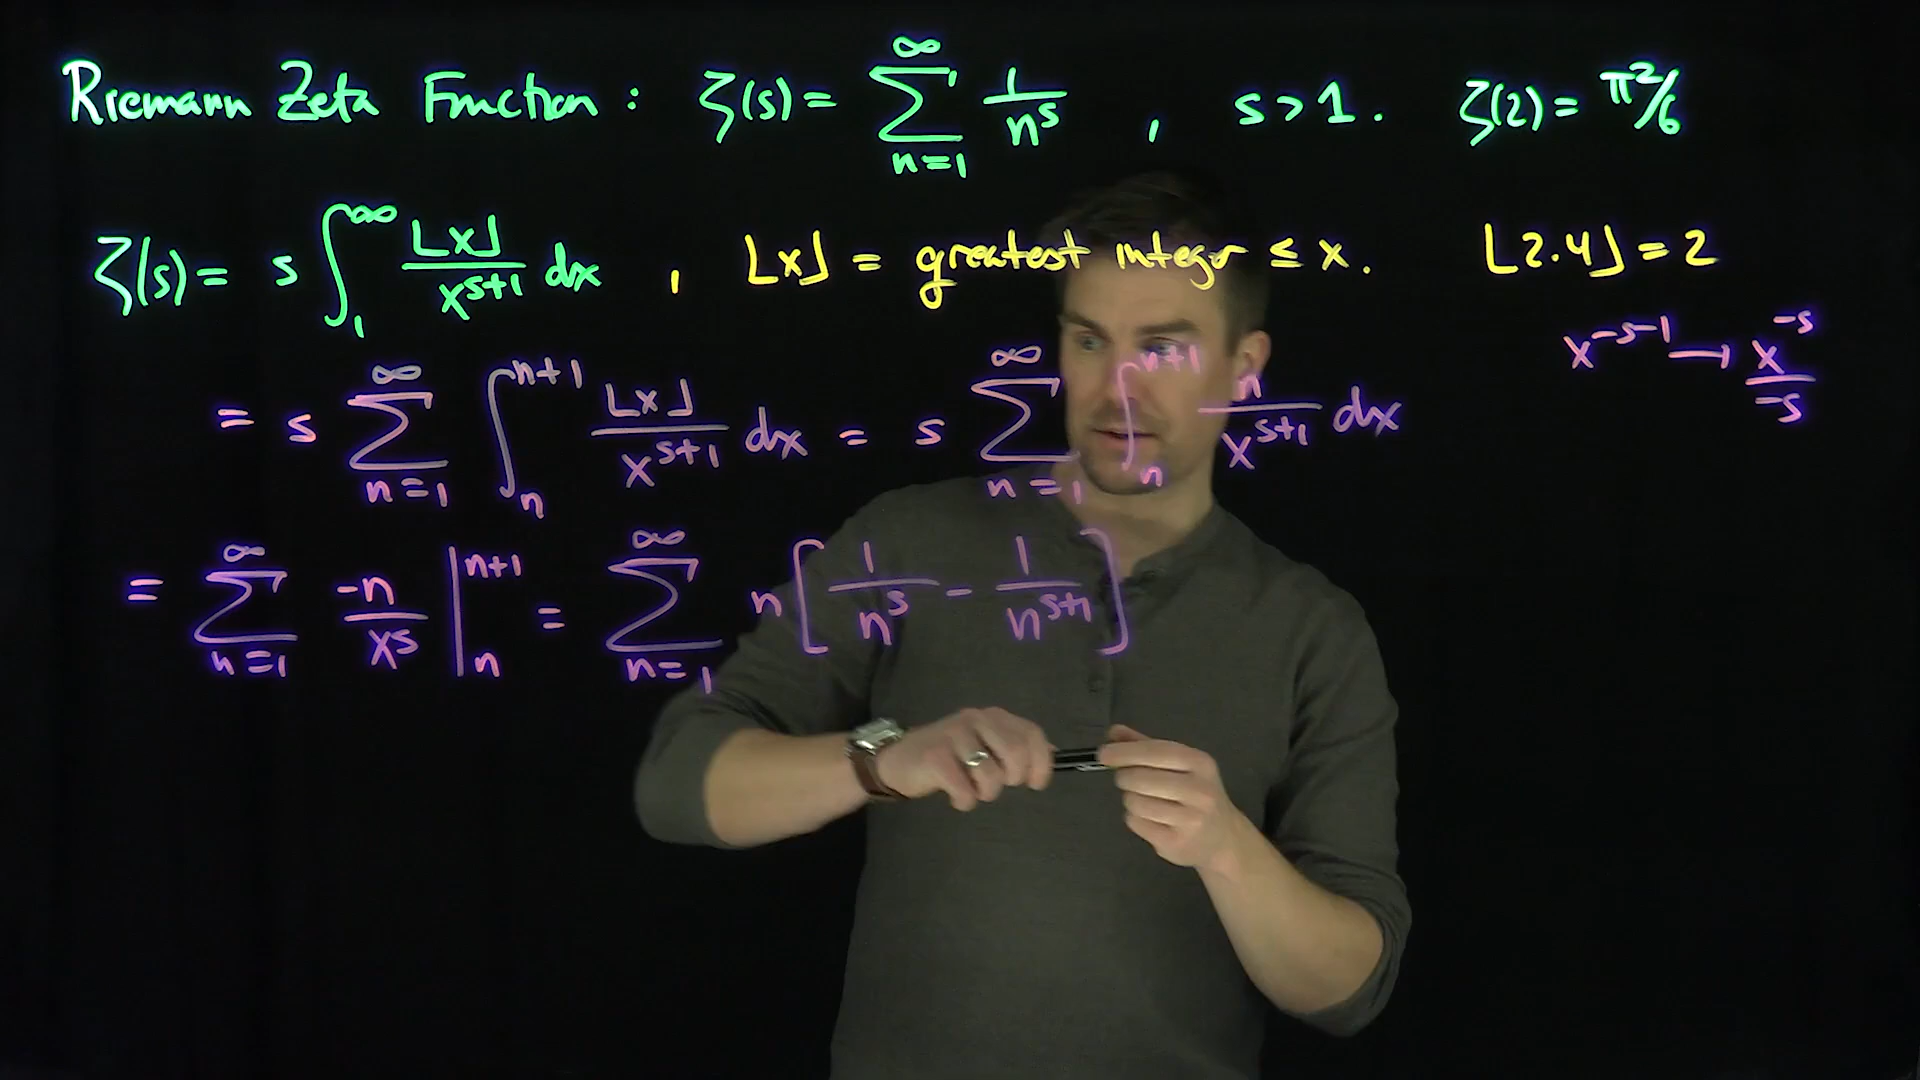 Riemann Zeta Function : ζ(s) = ∑_{n=1}^{∞} 1/n^s , s > 1. ζ(2) = π²/6
ζ(s) = s ∫_1^∞ ⌊x⌋/x^{s+1} dx , ⌊x⌋ = greatest integer ≤ x. ⌊2.4⌋ = 2
x^{-s-1} → x^{-s}/-s
= s ∑_{n=1}^{∞} ∫_n^{n+1} ⌊x⌋/x^{s+1} dx = s ∑_{n=1}^{∞} ∫_n^{n+1} n/x^{s+1} dx
= ∑_{n=1}^{∞} -n/x^s |_n^{n+1} = ∑_{n=1}^{∞} n[1/n^s - 1/n^{s+1}]